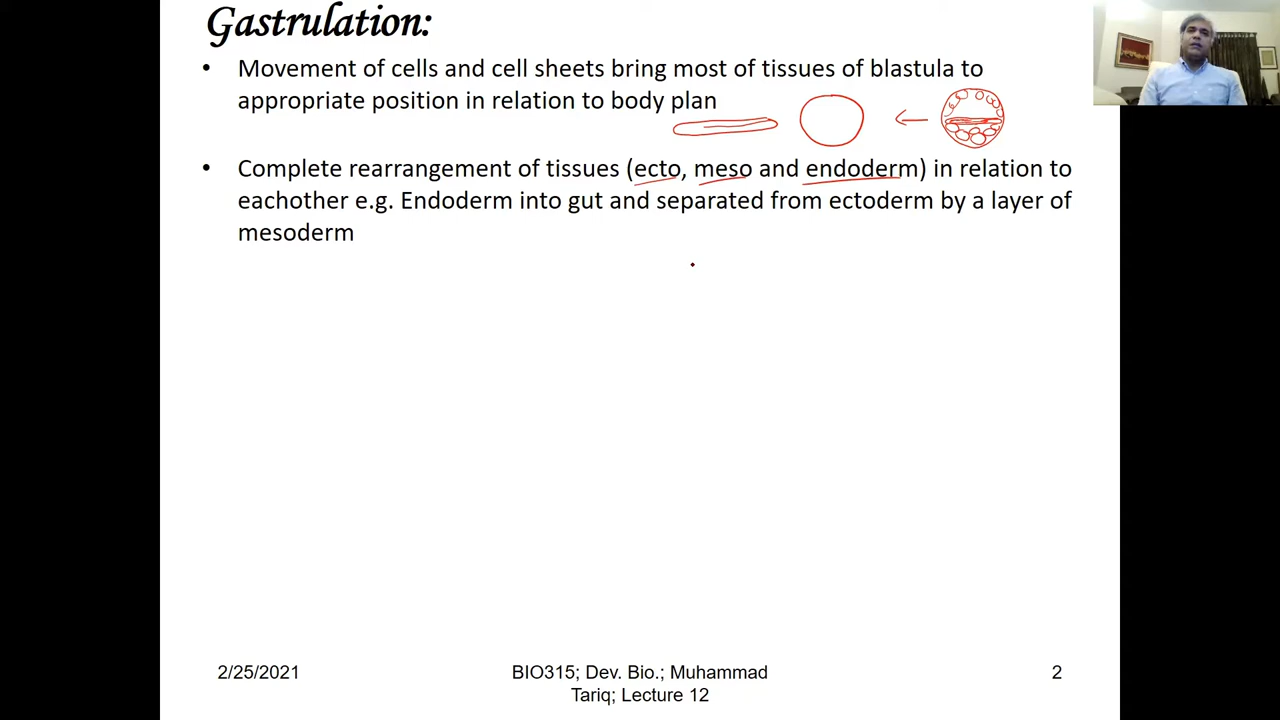 Gastrulation:
• Movement of cells and cell sheets bring most of tissues of blastula to
appropriate position in relation to body plan
• Complete rearrangement of tissues (ecto, meso and endoderm) in relation to
eachother e.g. Endoderm into gut and separated from ectoderm by a layer of
mesoderm
2/25/2021
BIO315; Dev. Bio.; Muhammad
Tariq; Lecture 12
2